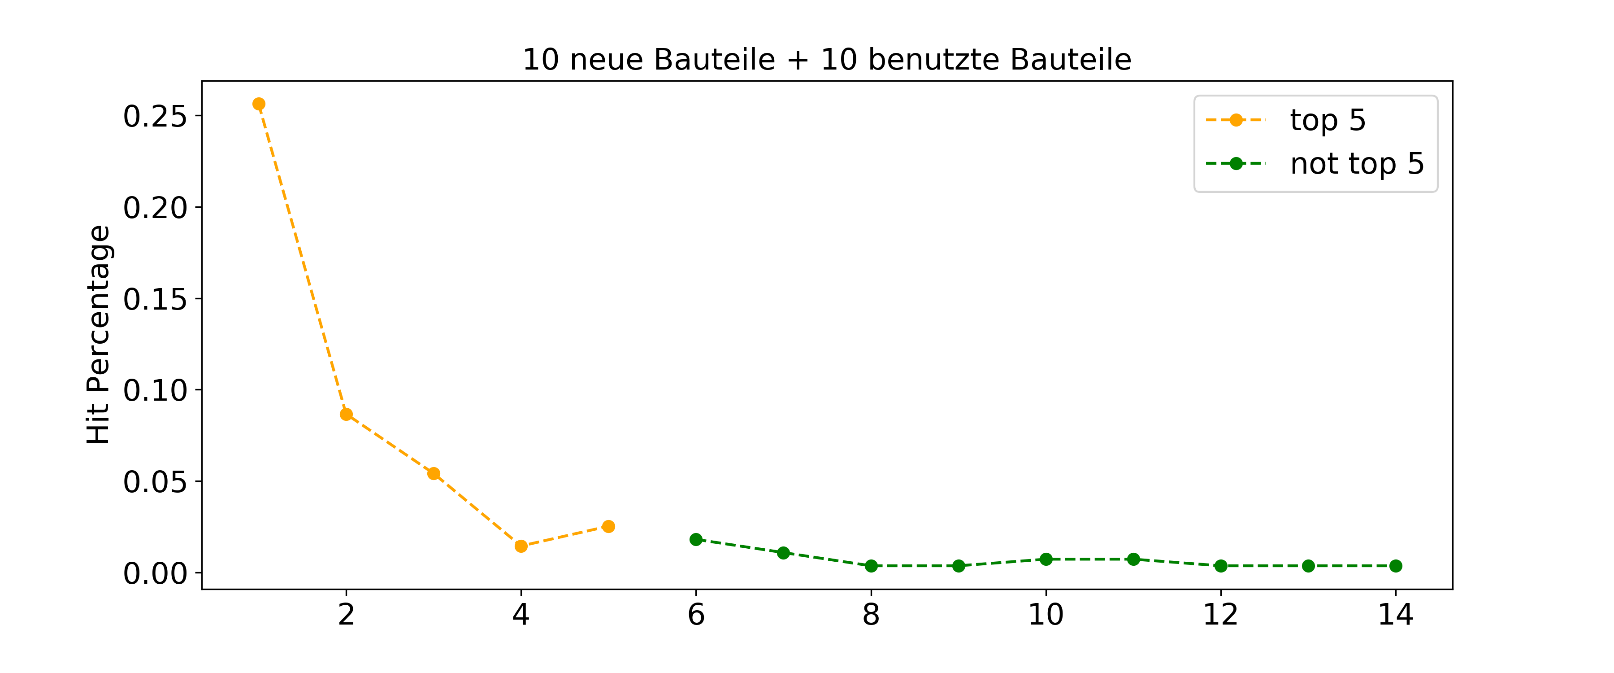 10 neue Bauteile + 10 benutzte Bauteile
Hit Percentage
0.25
0.20
0.15
0.10
0.05
0.00
2 4 6 8 10 12 14
top 5
not top 5